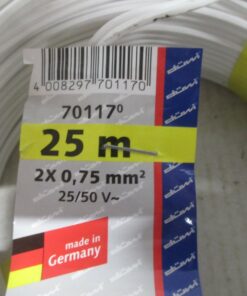 4 008297 701170
70117⁰
25 m
2X 0,75 mm²
25/50 V~
made in
Germany